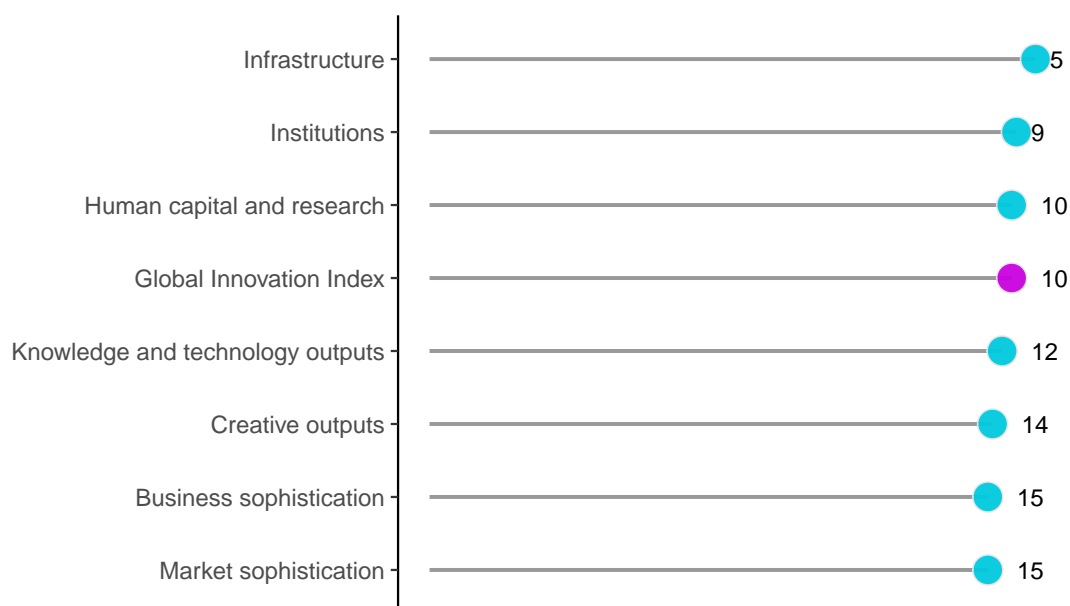 Infrastructure 5
Institutions 9
Human capital and research 10
Global Innovation Index 10
Knowledge and technology outputs 12
Creative outputs 14
Business sophistication 15
Market sophistication 15